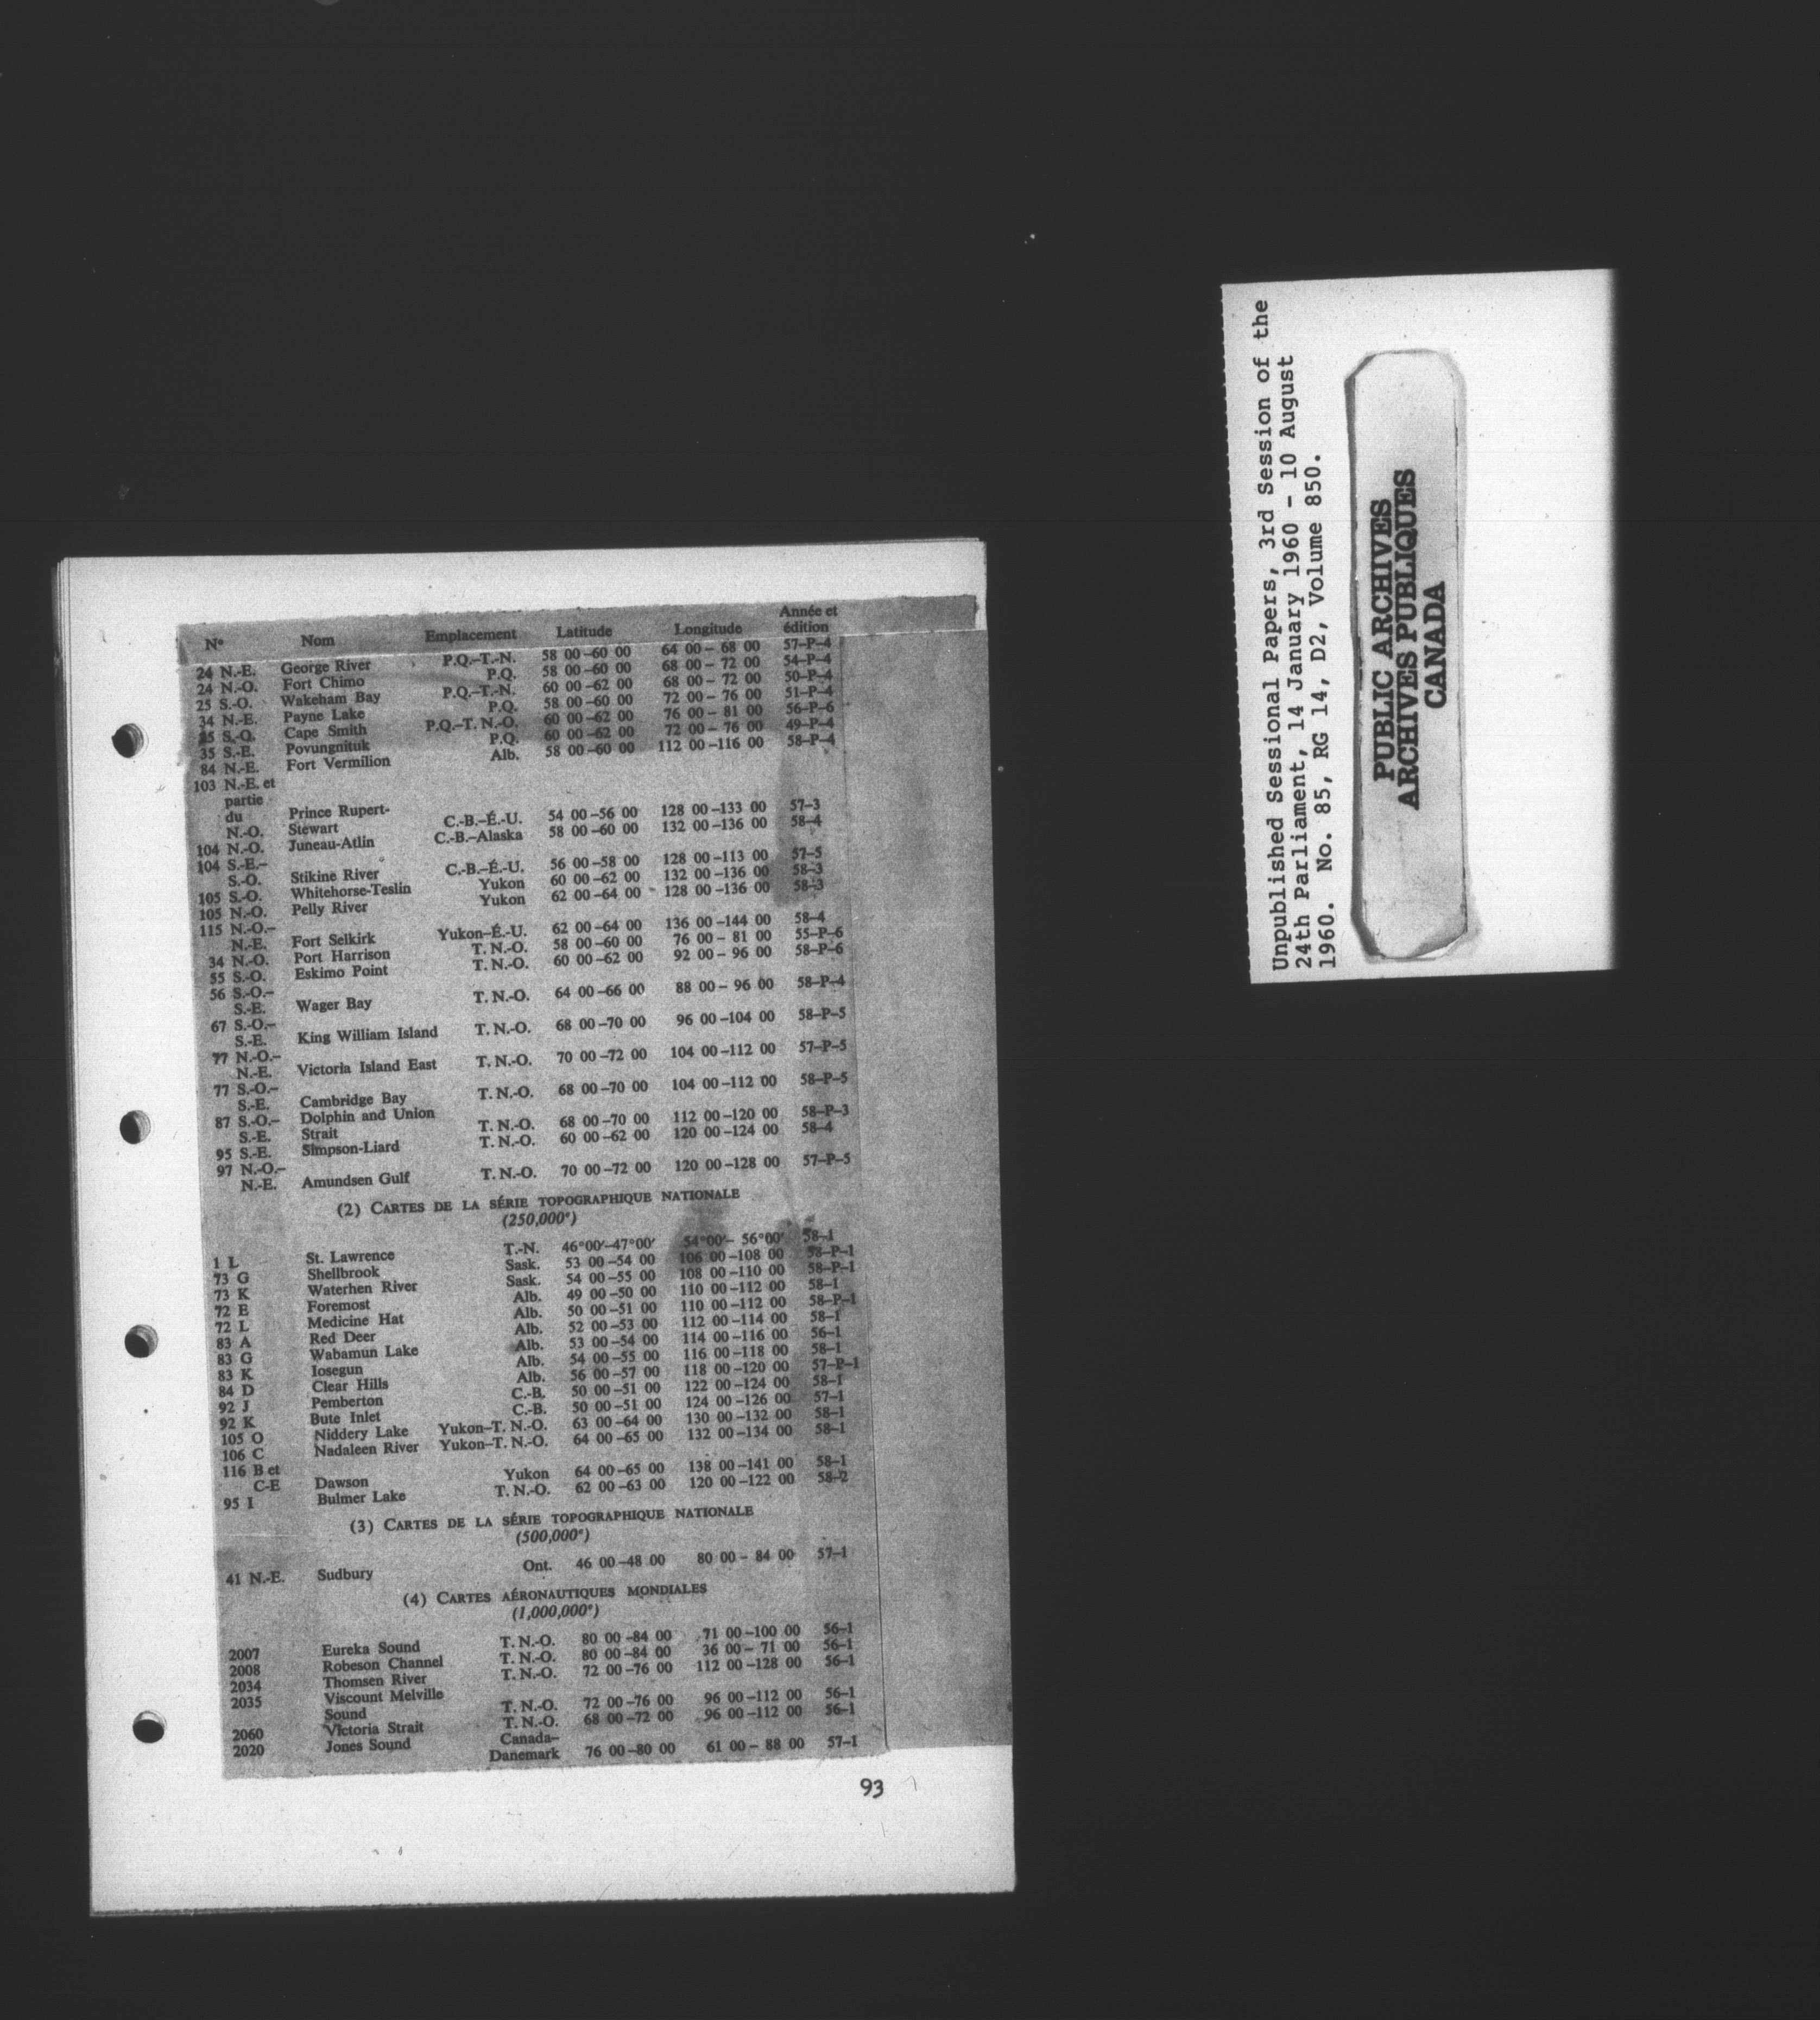 Nº Nom Emplacement Latitude Longitude Année et édition
24 N.-E. George River P.Q.–T.-N. 58 00–60 00 64 00– 68 00 57–P–4
24 N.-O. Fort Chimo P.Q. 58 00–60 00 68 00– 72 00 54–P–4
25 S.-O. Wakeham Bay P.Q.–T.-N. 60 00–62 00 68 00– 72 00 50–P–4
34 N.-E. Payne Lake P.Q. 58 00–60 00 72 00– 76 00 51–P–4
35 S.-O. Cape Smith P.Q.–T. N.-O. 60 00–62 00 76 00– 81 00 56–P–6
35 S.-E. Povungnituk P.Q. 60 00–62 00 72 00– 76 00 49–P–4
84 N.-E. Fort Vermilion Alb. 58 00–60 00 112 00–116 00 58–P–4
103 N.-E. et
partie
du Prince Rupert-
N.-O. Stewart C.-B.–É.-U. 54 00–56 00 128 00–133 00 57–3
104 N.-O. Juneau-Atlin C.-B.–Alaska 58 00–60 00 132 00–136 00 58–4
104 S.-E.–
S.-O. Stikine River C.-B.–É.-U. 56 00–58 00 128 00–113 00 57–5
105 S.-O. Whitehorse-Teslin Yukon 60 00–62 00 132 00–136 00 58–3
105 N.-O. Pelly River Yukon 62 00–64 00 128 00–136 00 58–3
115 N.-O.–
N.-E. Fort Selkirk Yukon–É.-U. 62 00–64 00 136 00–144 00 58–4
34 N.-O. Port Harrison T. N.-O. 58 00–60 00 76 00– 81 00 55–P–6
55 S.-O. Eskimo Point T. N.-O. 60 00–62 00 92 00– 96 00 58–P–6
56 S.-O.–
S.-E. Wager Bay T. N.-O. 64 00–66 00 88 00– 96 00 58–P–4
67 S.-O.–
S.-E. King William Island T. N.-O. 68 00–70 00 96 00–104 00 58–P–5
77 N.-O.–
N.-E. Victoria Island East T. N.-O. 70 00–72 00 104 00–112 00 57–P–5
77 S.-O.–
S.-E. Cambridge Bay T. N.-O. 68 00–70 00 104 00–112 00 58–P–5
87 S.-O.– Dolphin and Union
S.-E. Strait T. N.-O. 68 00–70 00 112 00–120 00 58–P–3
95 S.-E. Simpson-Liard T. N.-O. 60 00–62 00 120 00–124 00 58–4
97 N.-O.–
N.-E. Amundsen Gulf T. N.-O. 70 00–72 00 120 00–128 00 57–P–5
(2) CARTES DE LA SÉRIE TOPOGRAPHIQUE NATIONALE
(250,000ᵉ)
1 L St. Lawrence T.-N. 46°00′–47°00′ 54°00′– 56°00′ 58–1
73 G Shellbrook Sask. 53 00–54 00 106 00–108 00 58–P–1
73 K Waterhen River Sask. 54 00–55 00 108 00–110 00 58–P–1
72 E Foremost Alb. 49 00–50 00 110 00–112 00 58–1
72 L Medicine Hat Alb. 50 00–51 00 110 00–112 00 58–P–1
83 A Red Deer Alb. 52 00–53 00 112 00–114 00 58–1
83 G Wabamun Lake Alb. 53 00–54 00 114 00–116 00 56–1
83 K Iosegun Alb. 54 00–55 00 116 00–118 00 58–1
84 D Clear Hills Alb. 56 00–57 00 118 00–120 00 57–P–1
92 J Pemberton C.-B. 50 00–51 00 122 00–124 00 58–1
92 K Bute Inlet C.-B. 50 00–51 00 124 00–126 00 57–1
105 O Niddery Lake Yukon–T. N.-O. 63 00–64 00 130 00–132 00 58–1
106 C Nadaleen River Yukon–T. N.-O. 64 00–65 00 132 00–134 00 58–1
116 B et
C-E Dawson Yukon 64 00–65 00 138 00–141 00 58–1
95 I Bulmer Lake T. N.-O. 62 00–63 00 120 00–122 00 58–2
(3) CARTES DE LA SÉRIE TOPOGRAPHIQUE NATIONALE
(500,000ᵉ)
41 N.-E. Sudbury Ont. 46 00–48 00 80 00– 84 00 57–1
(4) CARTES AÉRONAUTIQUES MONDIALES
(1,000,000ᵉ)
2007 Eureka Sound T. N.-O. 80 00–84 00 71 00–100 00 56–1
2008 Robeson Channel T. N.-O. 80 00–84 00 36 00– 71 00 56–1
2034 Thomsen River T. N.-O. 72 00–76 00 112 00–128 00 56–1
2035 Viscount Melville
Sound T. N.-O. 72 00–76 00 96 00–112 00 56–1
2060 Victoria Strait T. N.-O. 68 00–72 00 96 00–112 00 56–1
2020 Jones Sound Canada–
Danemark 76 00–80 00 61 00– 88 00 57–1
93
Unpublished Sessional Papers, 3rd Session of the
24th Parliament, 14 January 1960 - 10 August
1960. No. 85, RG 14, D2, Volume 850.
PUBLIC ARCHIVES
ARCHIVES PUBLIQUES
CANADA